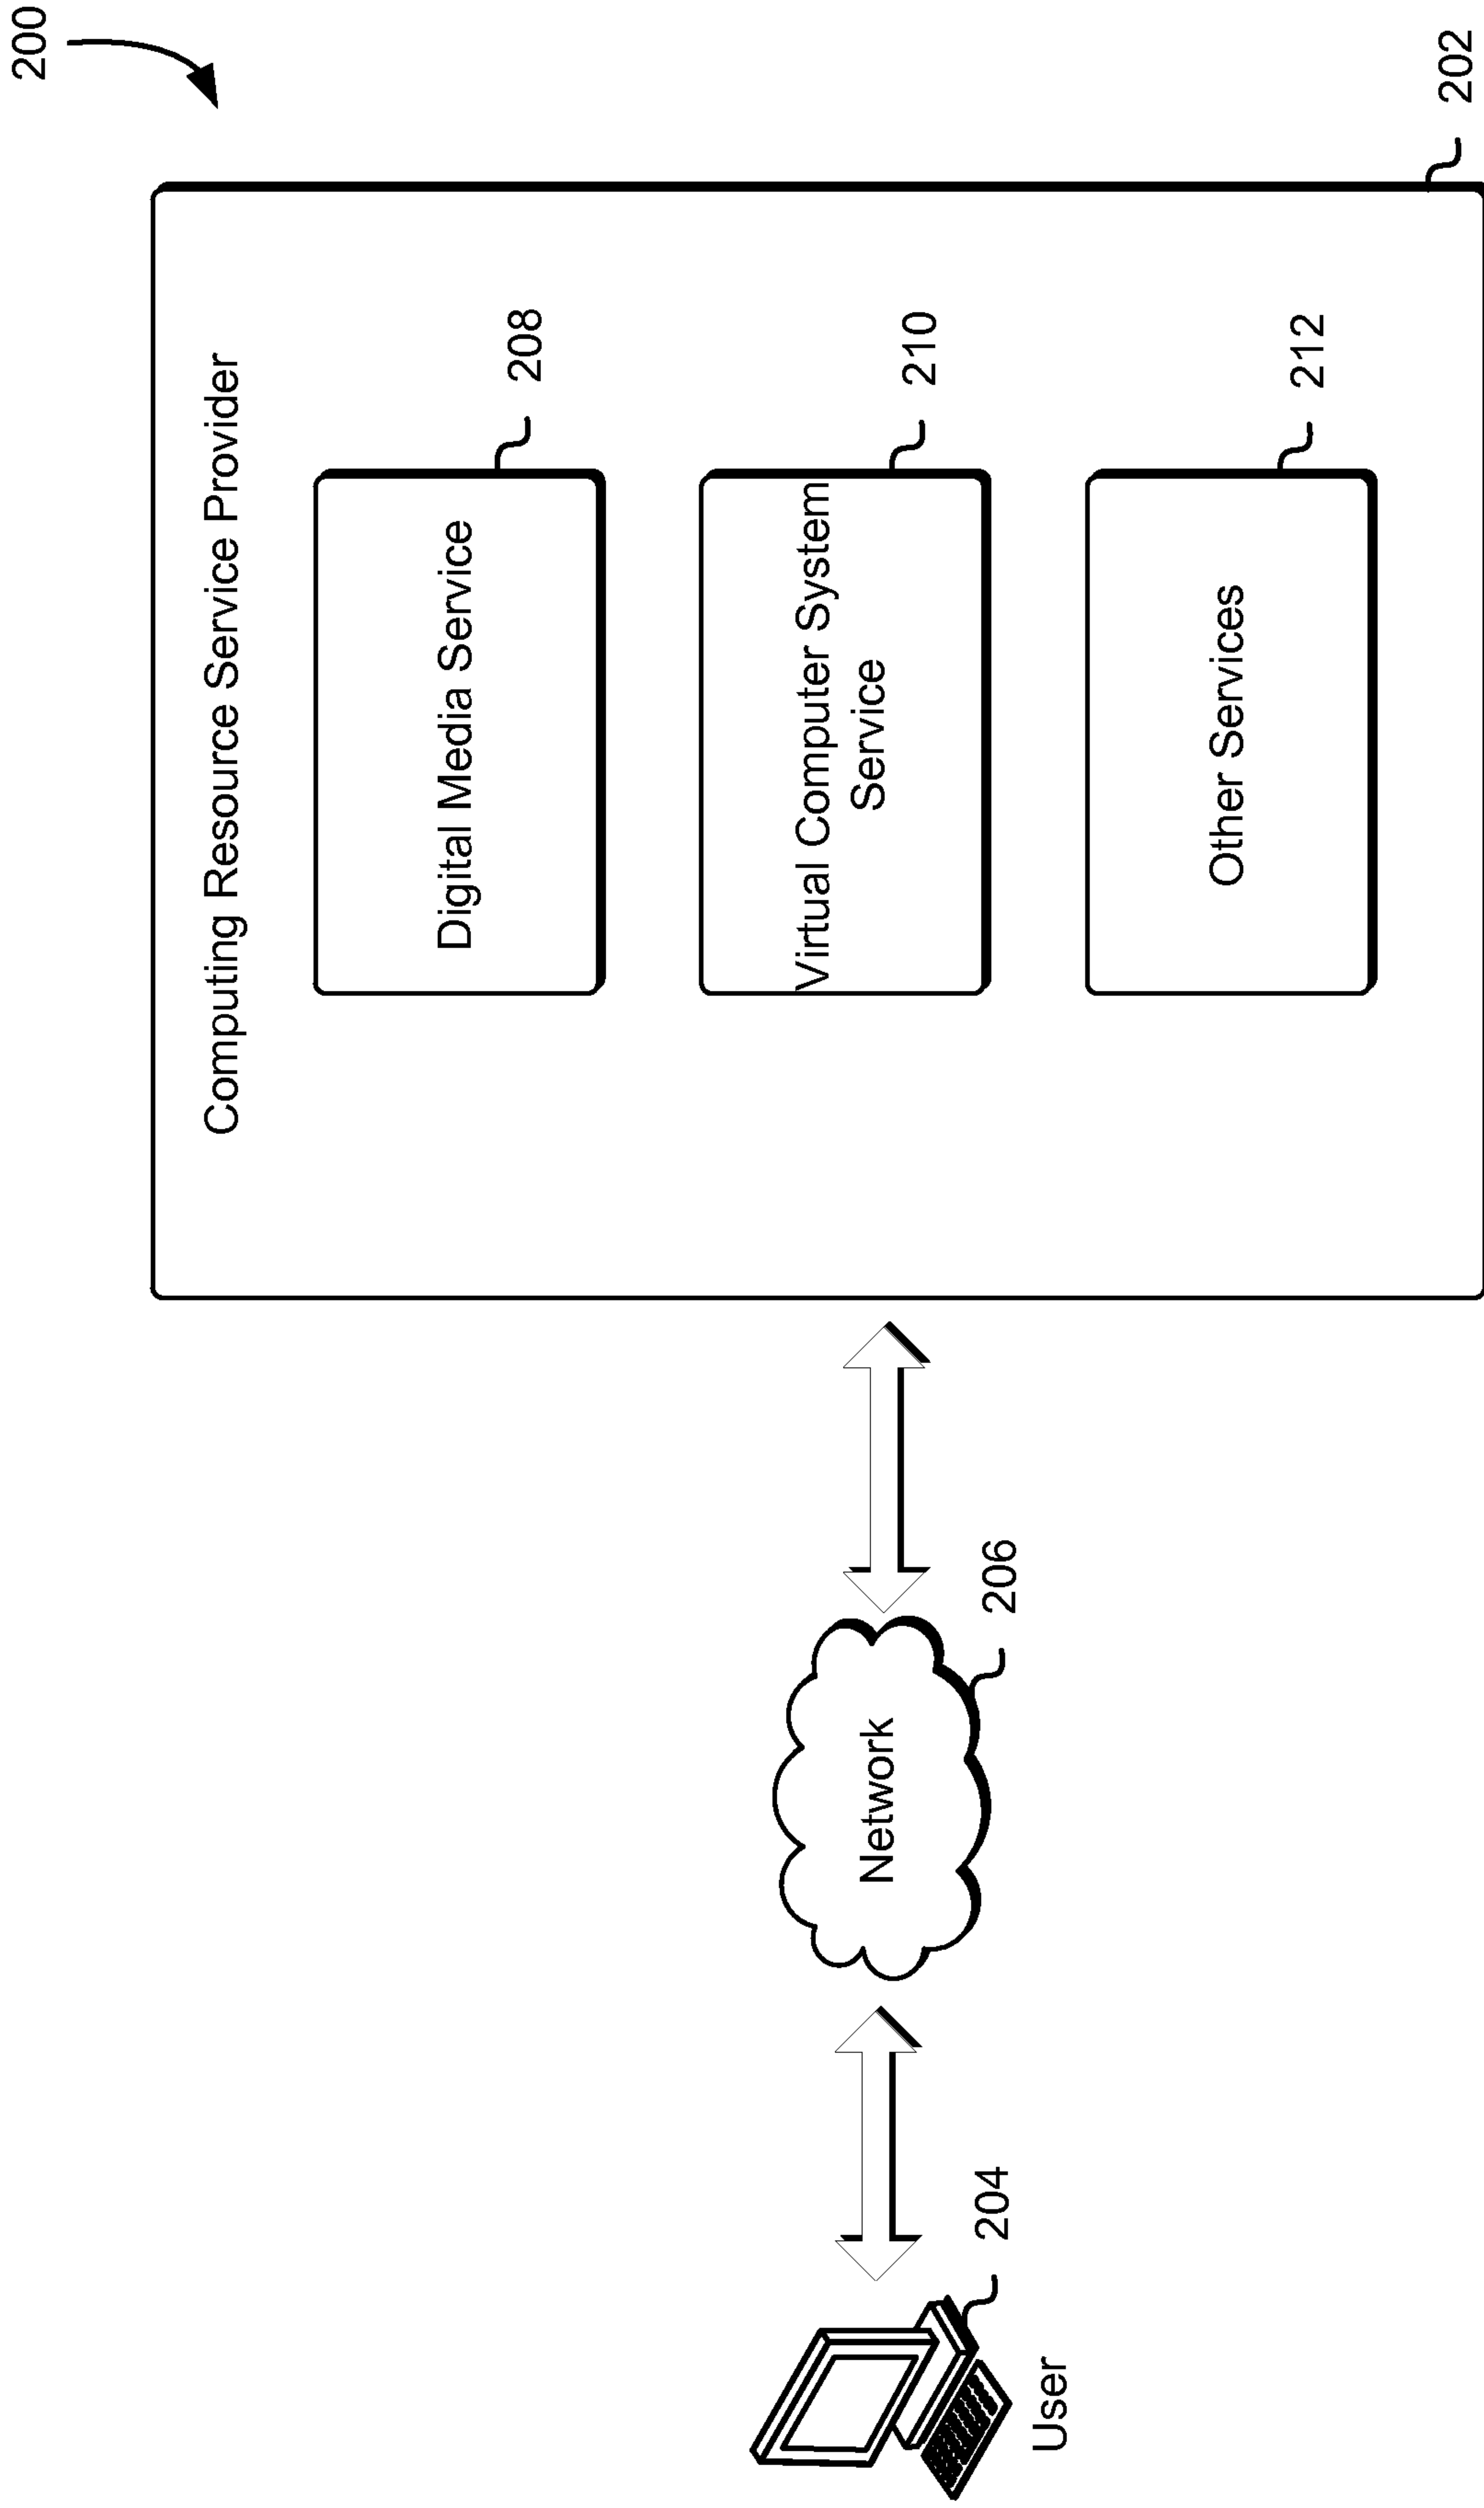 200
Computing Resource Service Provider
Digital Media Service
208
Virtual Computer System
Service
210
Other Services
212
202
Network
206
204
User